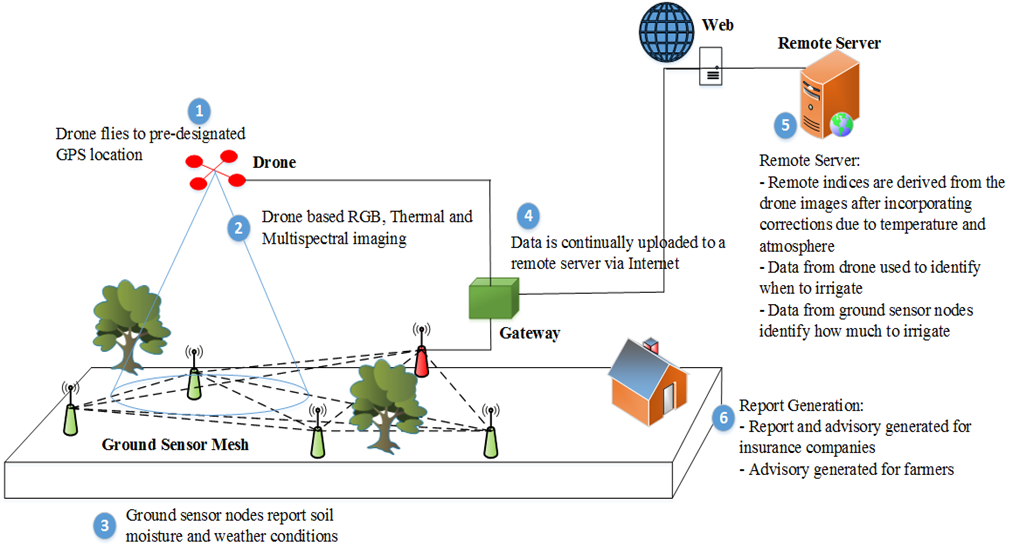 Web
Remote Server
1
Drone flies to pre-designated
GPS location
Drone
2
Drone based RGB, Thermal and
Multispectral imaging
4
Data is continually uploaded to a
remote server via Internet
Gateway
5
Remote Server:
- Remote indices are derived from the
drone images after incorporating
corrections due to temperature and
atmosphere
- Data from drone used to identify
when to irrigate
- Data from ground sensor nodes
identify how much to irrigate
Ground Sensor Mesh
6
Report Generation:
- Report and advisory generated for
insurance companies
- Advisory generated for farmers
3
Ground sensor nodes report soil
moisture and weather conditions